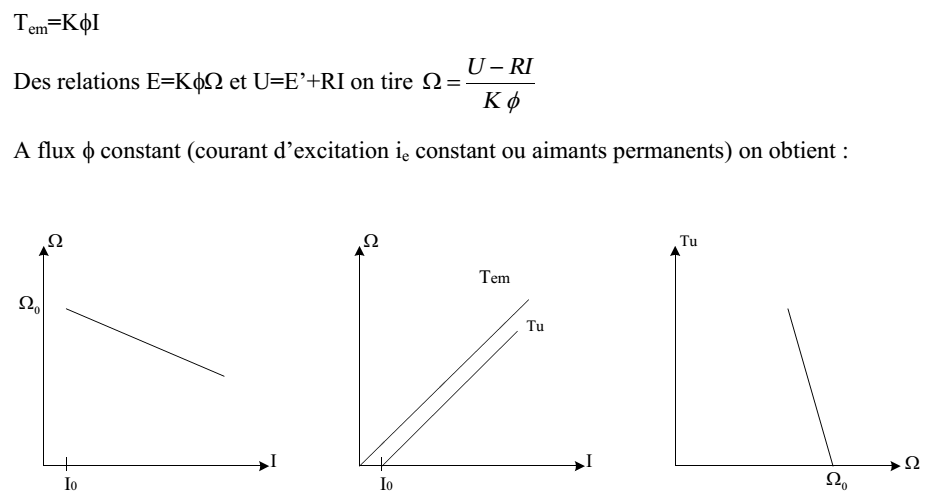 Tem=KϕI
Des relations E=KϕΩ et U=E’+RI on tire Ω = (U − RI) / (K ϕ)
A flux ϕ constant (courant d’excitation ie constant ou aimants permanents) on obtient :
Ω
Ω0
I0
I
Ω
Tem
Tu
I0
I
Tu
Ω0
Ω